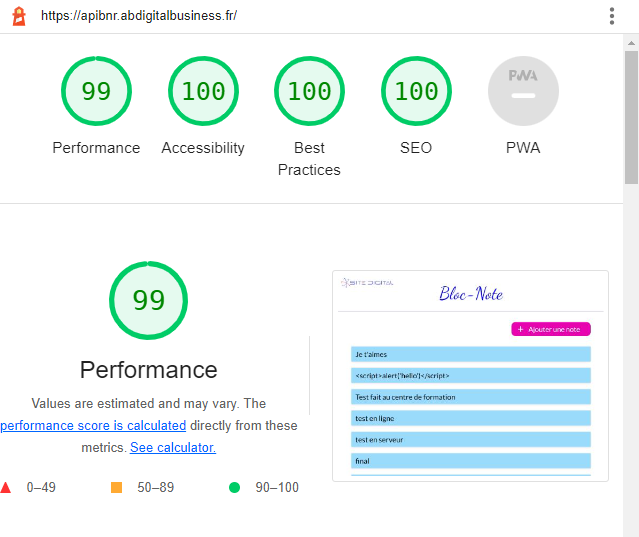 https://apibnr.abdigitalbusiness.fr/
99
100
100
100
PWA
Performance
Accessibility
Best
Practices
SEO
PWA
99
Performance
Values are estimated and may vary. The
performance score is calculated directly from these
metrics. See calculator.
0–49
50–89
90–100
SITE DIGITAL
Bloc-Note
+ Ajouter une note
Je t'aimes
<script>alert('hello')</script>
Test fait au centre de formation
test en ligne
test en serveur
final